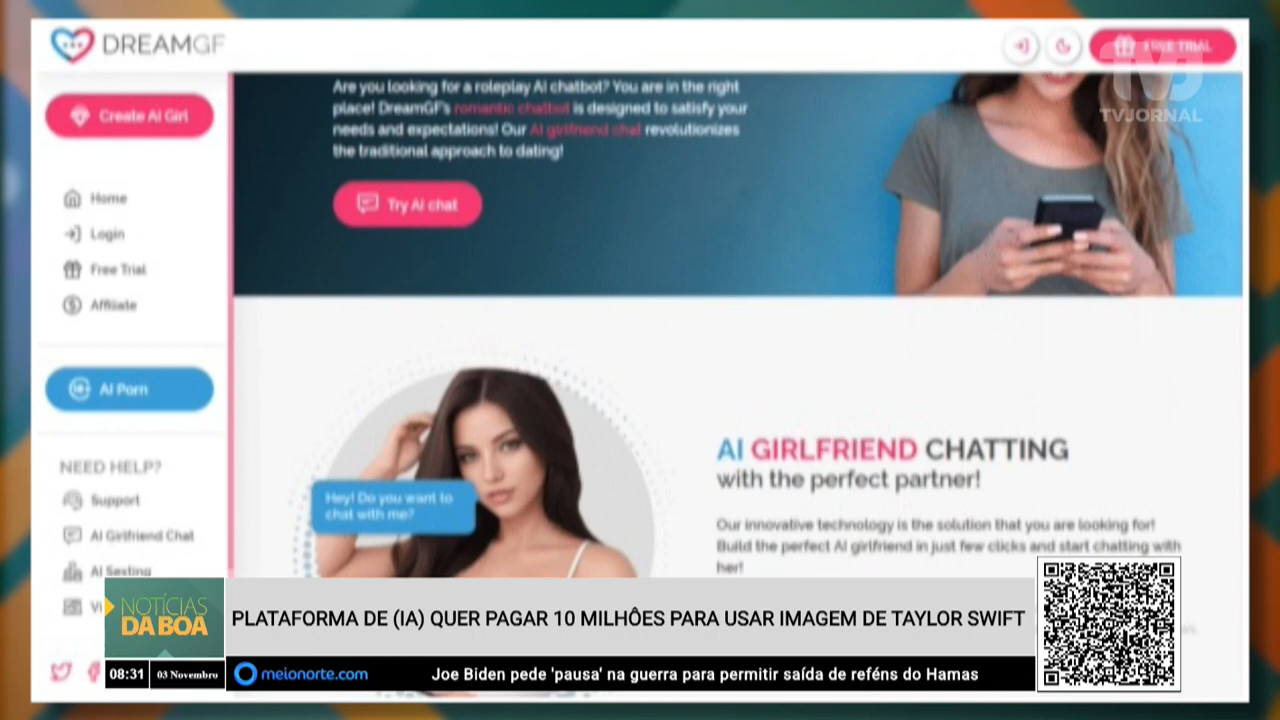 DREAMGF
FREE TRIAL
TVJ
TVJORNAL
Create AI Girl
Home
Login
Free Trial
Affiliate
18+
AI Porn
NEED HELP?
Support
AI Girlfriend Chat
AI Sexting
Vi
Are you looking for a roleplay AI chatbot? You are in the right
place! DreamGF's romantic chatbot is designed to satisfy your
needs and expectations! Our AI girlfriend chat revolutionizes
the traditional approach to dating!
Try AI chat
Hey! Do you want to
chat with me?
AI GIRLFRIEND CHATTING
with the perfect partner!
Our innovative technology is the solution that you are looking for!
Build the perfect AI girlfriend in just few clicks and start chatting with
her!
NOTÍCIAS
DA BOA
PLATAFORMA DE (IA) QUER PAGAR 10 MILHÔES PARA USAR IMAGEM DE TAYLOR SWIFT
08:31
03 Novembro
meionorte.com
Joe Biden pede 'pausa' na guerra para permitir saída de reféns do Hamas